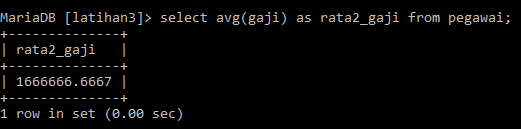 MariaDB [latihan3]> select avg(gaji) as rata2_gaji from pegawai;
+--------------+
| rata2_gaji   |
+--------------+
| 1666666.6667 |
+--------------+
1 row in set (0.00 sec)